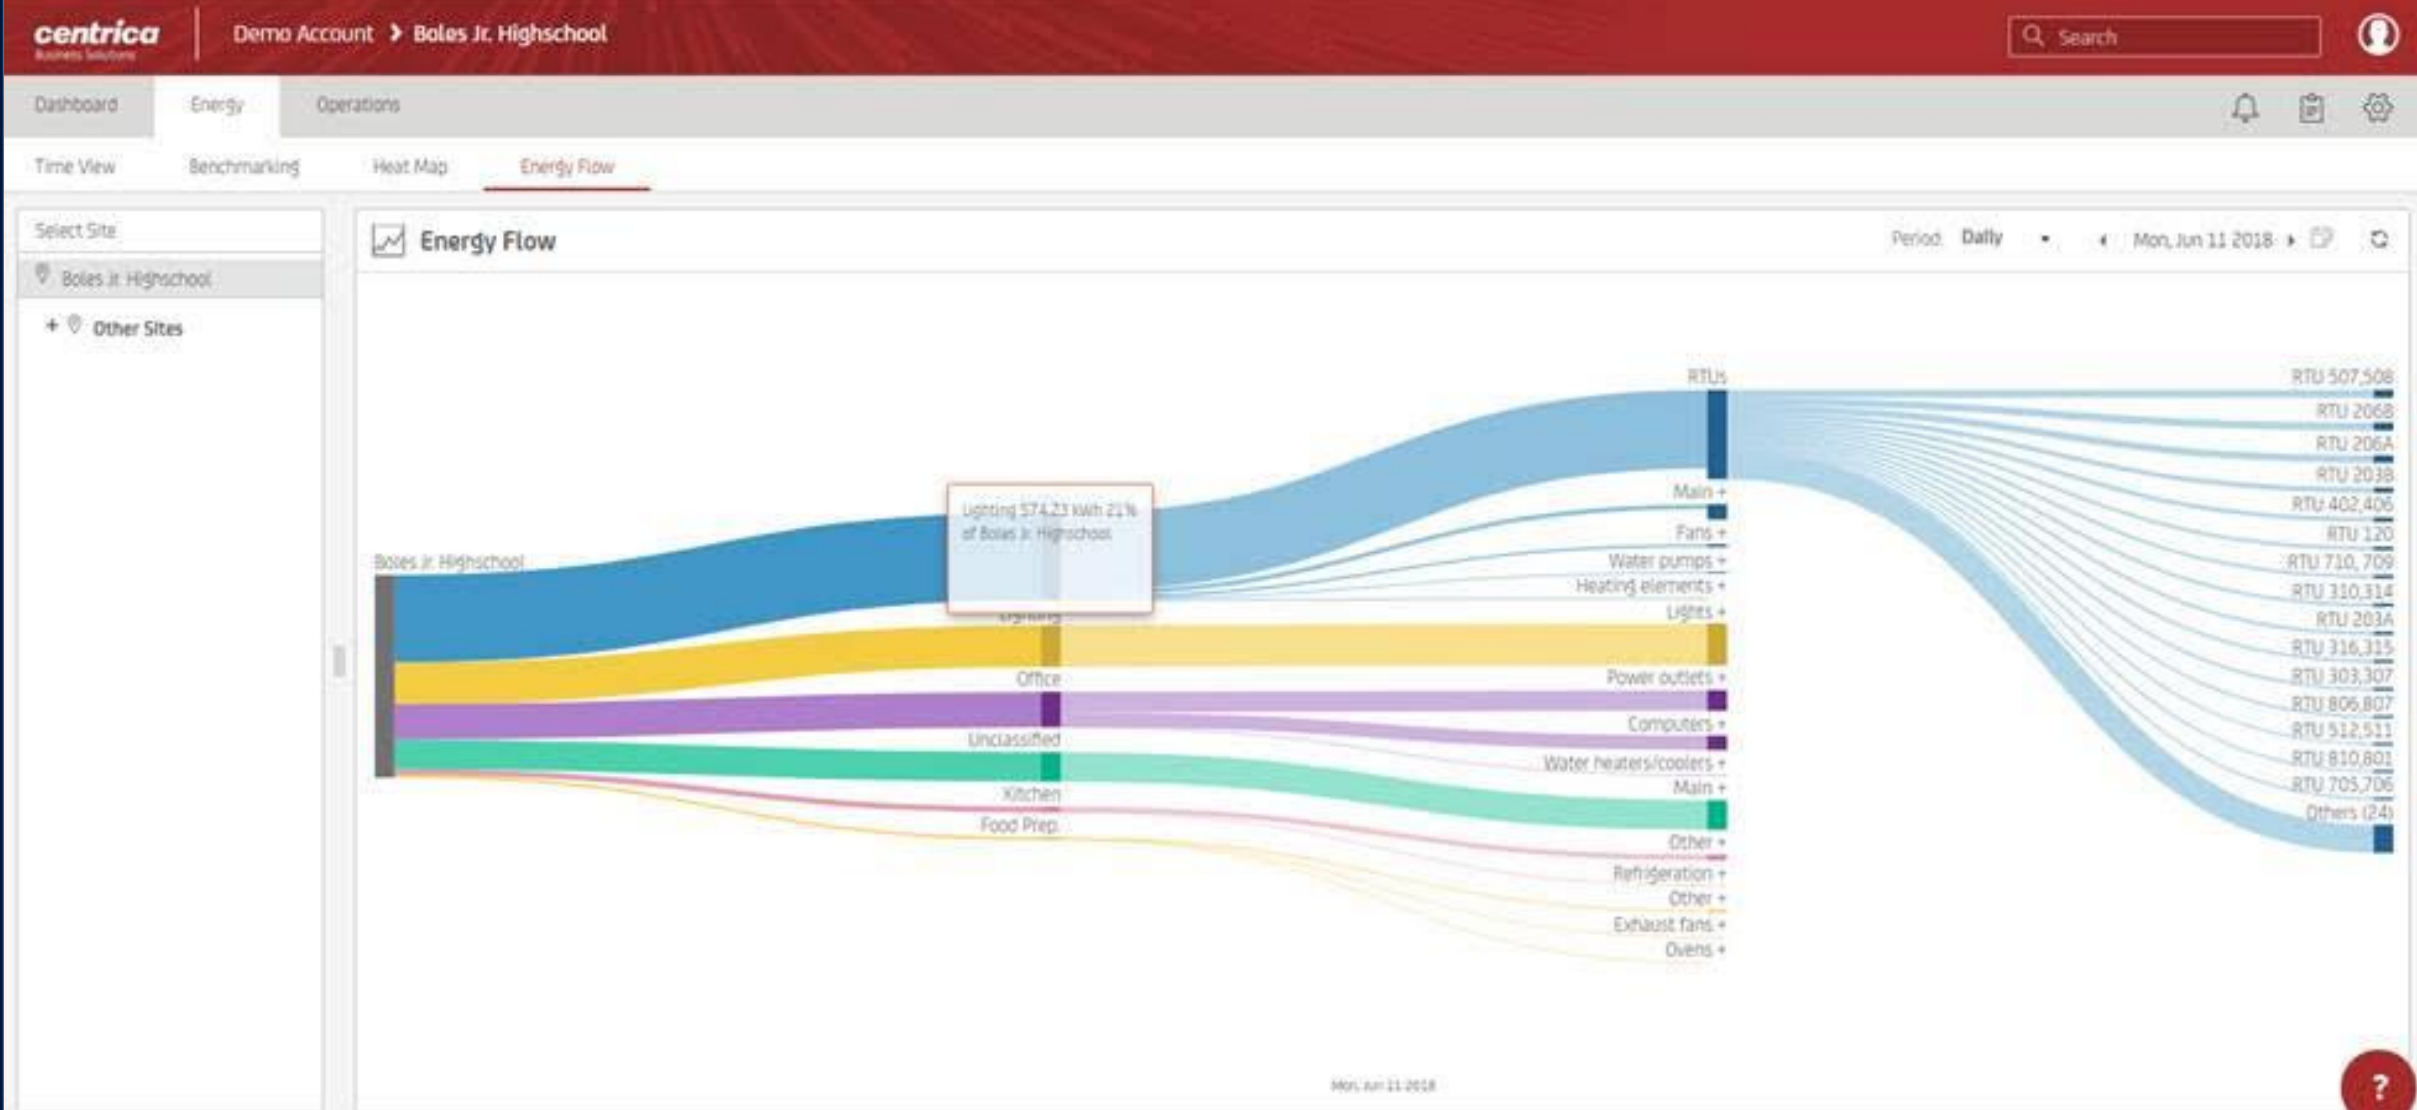 centrica
Business Solutions
Demo Account > Boles Jr. Highschool
Search
Dashboard
Energy
Operations
Time View
Benchmarking
Heat Map
Energy Flow
Select Site
Boles Jr. Highschool
+ Other Sites
Energy Flow
Period: Daily
Mon, Jun 11 2018
Boles Jr. Highschool
Lighting 574.23 kWh 21%
of Boles Jr. Highschool
Lighting
Office
Unclassified
Kitchen
Food Prep.
RTUs
Main +
Fans +
Water pumps +
Heating elements +
Lights +
Power outlets +
Computers +
Water heaters/coolers +
Main +
Other +
Refrigeration +
Other +
Exhaust fans +
Ovens +
RTU 507,508
RTU 206B
RTU 206A
RTU 203B
RTU 402,406
RTU 120
RTU 710, 709
RTU 310,314
RTU 203A
RTU 316,315
RTU 303,307
RTU 806,807
RTU 512,511
RTU 810,801
RTU 705,706
Others (24)
Mon, Jun 11 2018
?